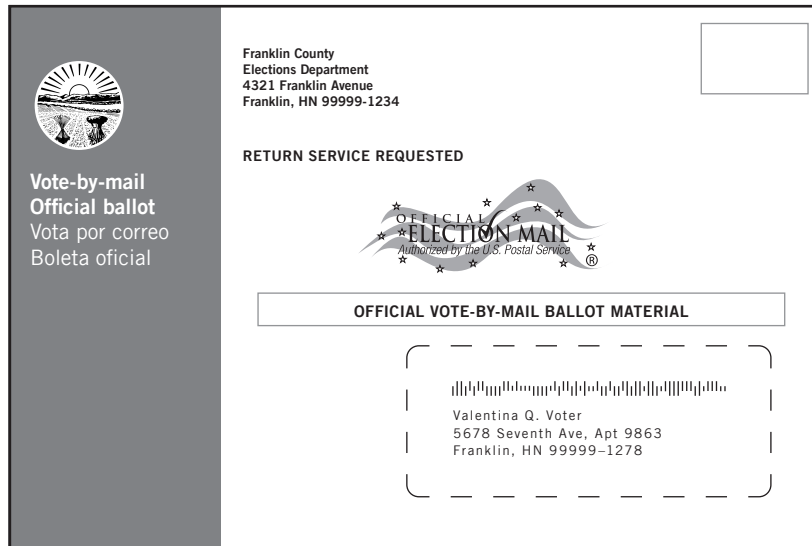 Vote-by-mail
Official ballot
Vota por correo
Boleta oficial
Franklin County
Elections Department
4321 Franklin Avenue
Franklin, HN 99999-1234
RETURN SERVICE REQUESTED
OFFICIAL
ELECTION MAIL
Authorized by the U.S. Postal Service
®
OFFICIAL VOTE-BY-MAIL BALLOT MATERIAL
Valentina Q. Voter
5678 Seventh Ave, Apt 9863
Franklin, HN 99999–1278